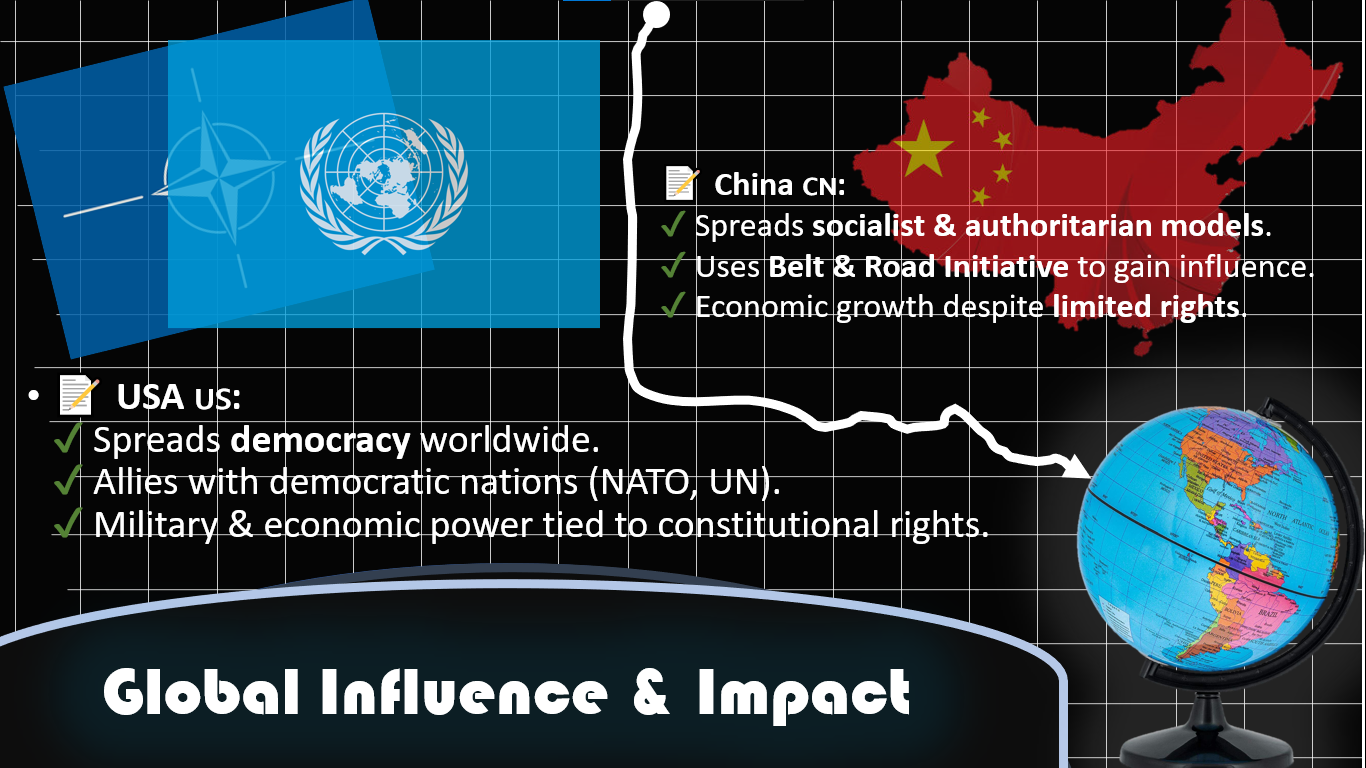 📝 China CN:
✔Spreads socialist & authoritarian models.
✔Uses Belt & Road Initiative to gain influence.
✔Economic growth despite limited rights.
• 📝 USA US:
✔Spreads democracy worldwide.
✔Allies with democratic nations (NATO, UN).
✔Military & economic power tied to constitutional rights.
Global Influence & Impact
BRAZIL